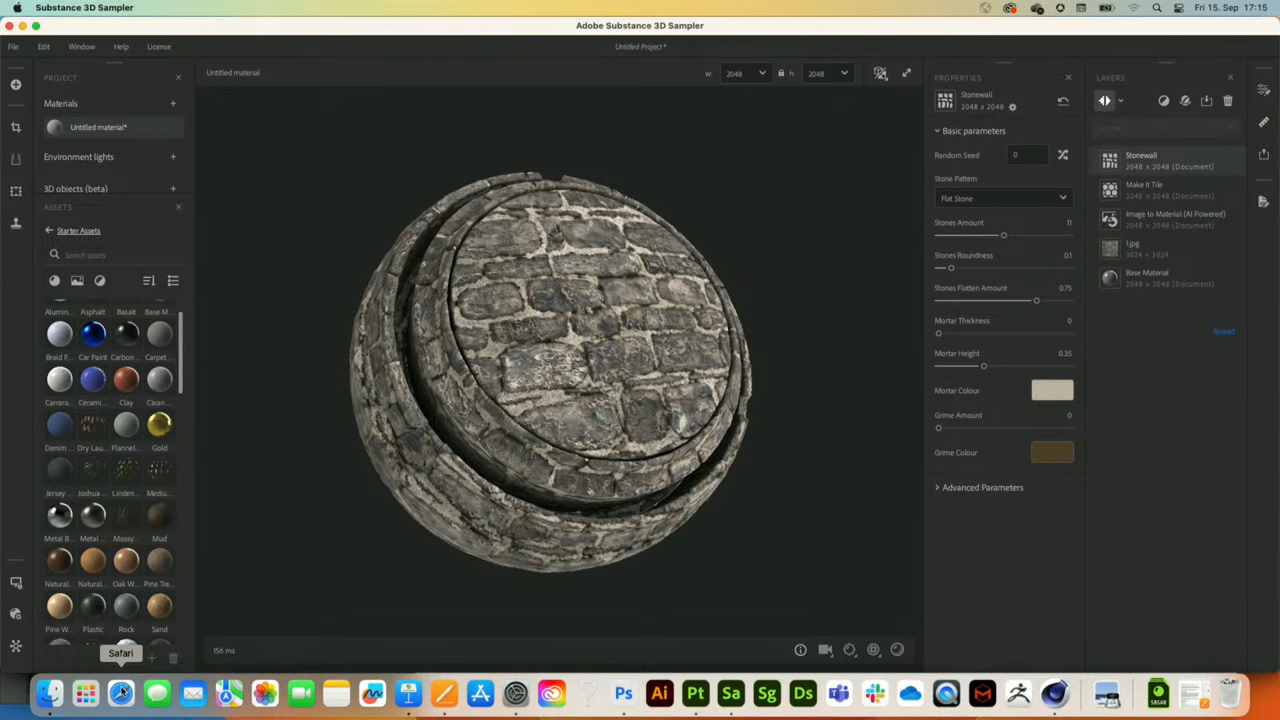 Substance 3D Sampler
Fri 15. Sep 17:15
Adobe Substance 3D Sampler
File Edit Window Help License
Untitled Project *
PROJECT
Materials
Untitled material*
Environment lights
3D objects (beta)
ASSETS
Starter Assets
Search assets
Alumin... Asphalt Basalt Base M...
Braid F... Car Paint Carbon ... Carpet ...
Carrara... Cerami... Clay Clean ...
Denim... Dry Lau... Flannel... Gold
Jersey ... Joshua ... Linden... Mediu...
Metal B... Metal ... Mossy... Mud
Natural... Natural... Oak W... Pine Tre...
Pine W... Plastic Rock Sand
Safari
Untitled material
w: 2048 h: 2048
156 ms
PROPERTIES
Stonewall
2048 x 2048
Basic parameters
Random Seed 0
Stone Pattern
Flat Stone
Stones Amount 11
Stones Roundness 0.1
Stones Flatten Amount 0.75
Mortar Thickness 0
Mortar Height 0.35
Mortar Colour
Grime Amount 0
Grime Colour
Advanced Parameters
LAYERS
Stonewall
2048 x 2048 (Document)
Make It Tile
2048 x 2048 (Document)
Image to Material (AI Powered)
2048 x 2048 (Document)
1.jpg
3024 x 3024
Base Material
2048 x 2048 (Document)
Reload
Ps Ai Pt Sa Sg Ds
SBSAR